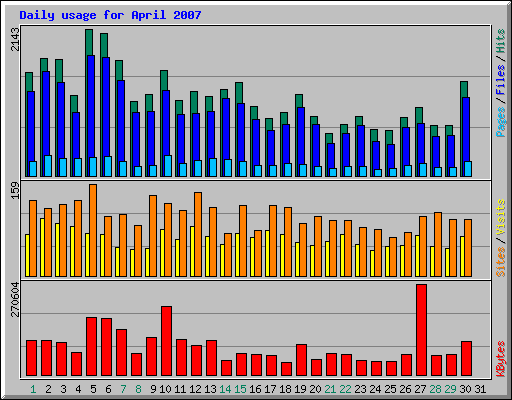 Daily usage for April 2007
2143
Pages / Files / Hits
159
Sites / Visits
270604
KBytes
1 2 3 4 5 6 7 8 9 10 11 12 13 14 15 16 17 18 19 20 21 22 23 24 25 26 27 28 29 30 31